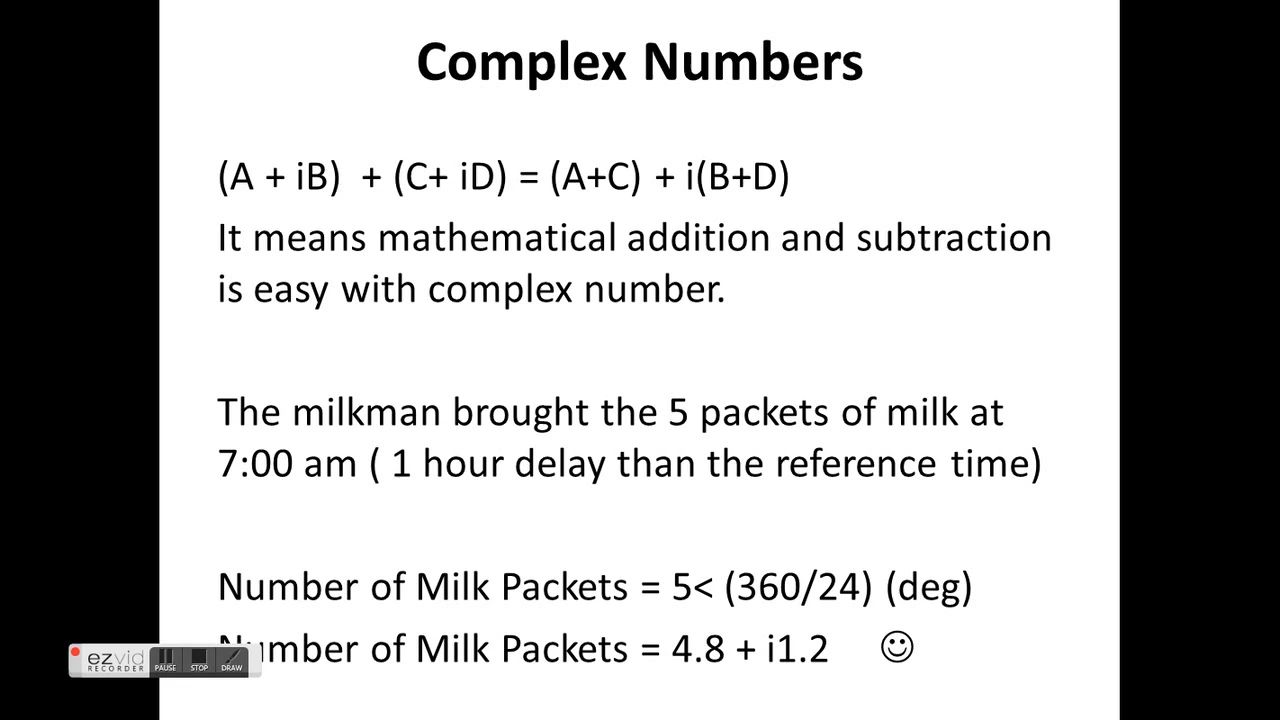 Complex Numbers
(A + iB)  + (C+ iD) = (A+C) + i(B+D)
It means mathematical addition and subtraction
is easy with complex number.
The milkman brought the 5 packets of milk at
7:00 am ( 1 hour delay than the reference time)
Number of Milk Packets = 5< (360/24) (deg)
Number of Milk Packets = 4.8 + i1.2 ☺
ezvid
RECORDER
PAUSE
STOP
DRAW